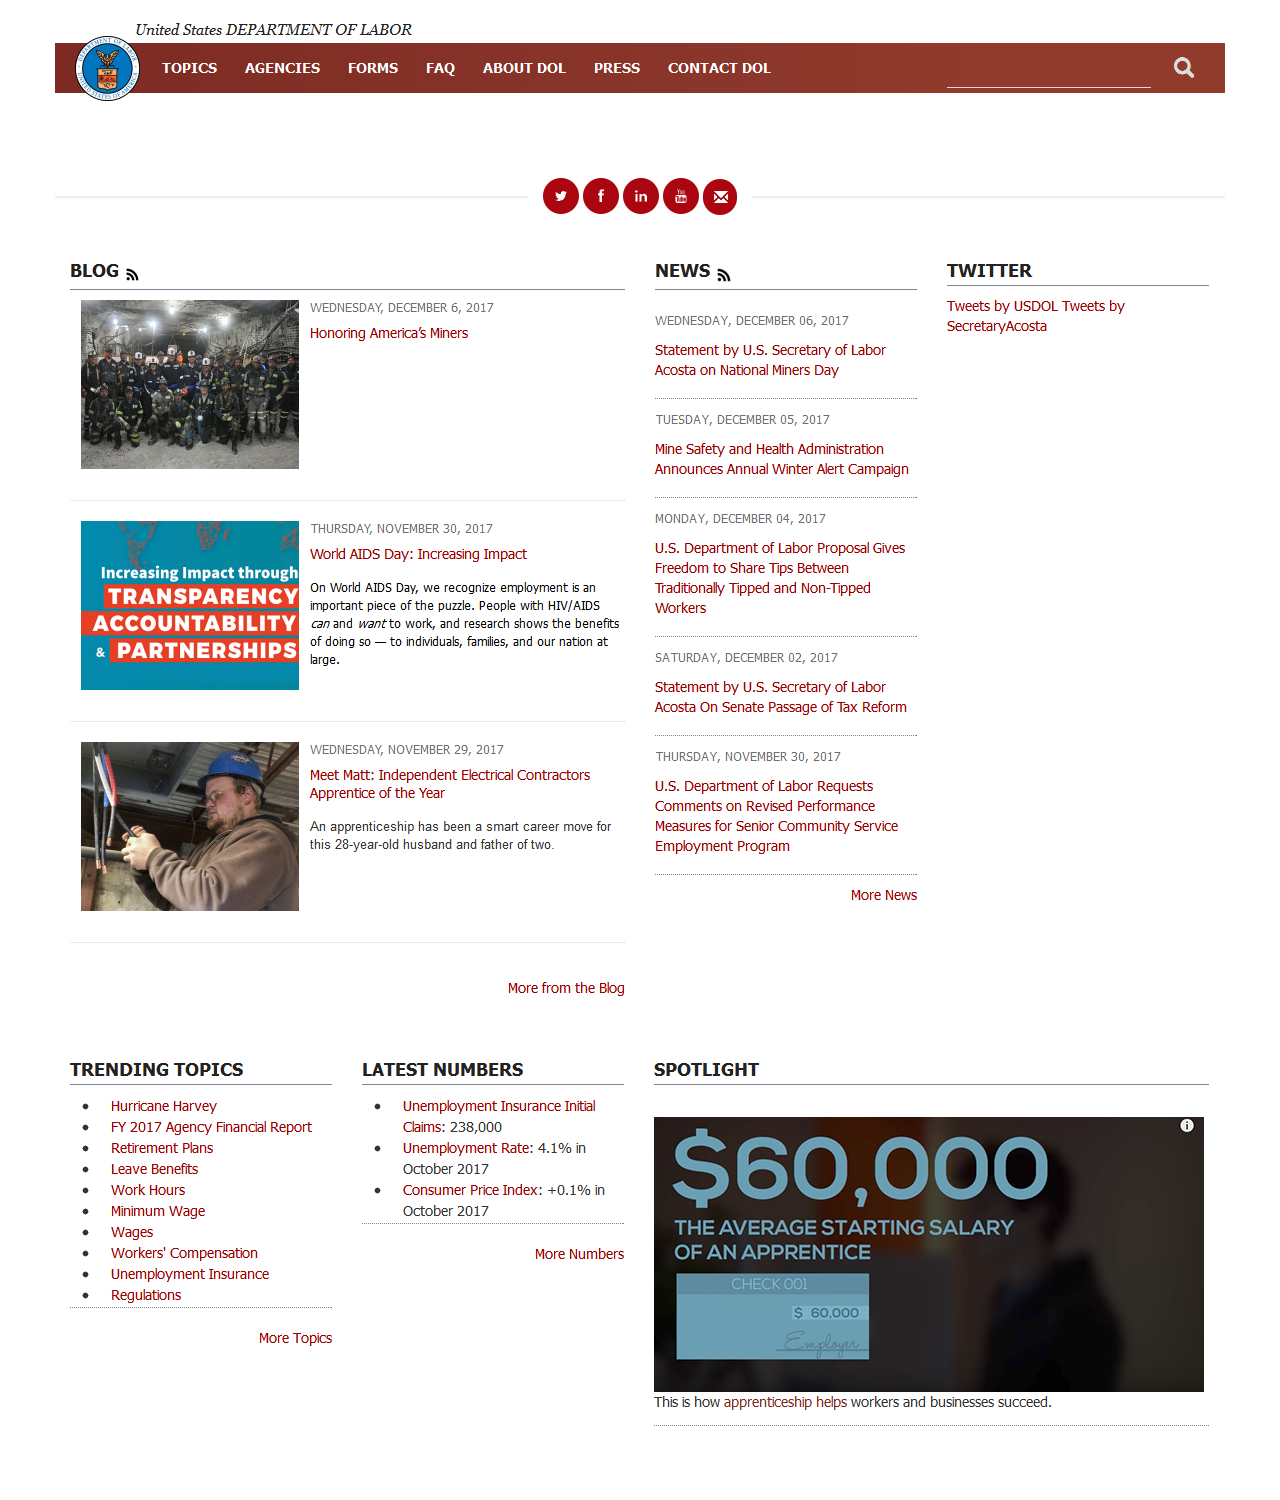 United States DEPARTMENT OF LABOR
TOPICS AGENCIES FORMS FAQ ABOUT DOL PRESS CONTACT DOL
BLOG
WEDNESDAY, DECEMBER 6, 2017
Honoring America’s Miners
THURSDAY, NOVEMBER 30, 2017
World AIDS Day: Increasing Impact
On World AIDS Day, we recognize employment is an
important piece of the puzzle. People with HIV/AIDS
can and want to work, and research shows the benefits
of doing so — to individuals, families, and our nation at
large.
Increasing Impact through
TRANSPARENCY
ACCOUNTABILITY
& PARTNERSHIPS
WEDNESDAY, NOVEMBER 29, 2017
Meet Matt: Independent Electrical Contractors
Apprentice of the Year
An apprenticeship has been a smart career move for
this 28-year-old husband and father of two.
More from the Blog
NEWS
WEDNESDAY, DECEMBER 06, 2017
Statement by U.S. Secretary of Labor
Acosta on National Miners Day
TUESDAY, DECEMBER 05, 2017
Mine Safety and Health Administration
Announces Annual Winter Alert Campaign
MONDAY, DECEMBER 04, 2017
U.S. Department of Labor Proposal Gives
Freedom to Share Tips Between
Traditionally Tipped and Non-Tipped
Workers
SATURDAY, DECEMBER 02, 2017
Statement by U.S. Secretary of Labor
Acosta On Senate Passage of Tax Reform
THURSDAY, NOVEMBER 30, 2017
U.S. Department of Labor Requests
Comments on Revised Performance
Measures for Senior Community Service
Employment Program
More News
TWITTER
Tweets by USDOL Tweets by
SecretaryAcosta
TRENDING TOPICS
Hurricane Harvey
FY 2017 Agency Financial Report
Retirement Plans
Leave Benefits
Work Hours
Minimum Wage
Wages
Workers' Compensation
Unemployment Insurance
Regulations
More Topics
LATEST NUMBERS
Unemployment Insurance Initial
Claims: 238,000
Unemployment Rate: 4.1% in
October 2017
Consumer Price Index: +0.1% in
October 2017
More Numbers
SPOTLIGHT
$60,000
THE AVERAGE STARTING SALARY
OF AN APPRENTICE
CHECK 001
$ 60,000
Employer
This is how apprenticeship helps workers and businesses succeed.